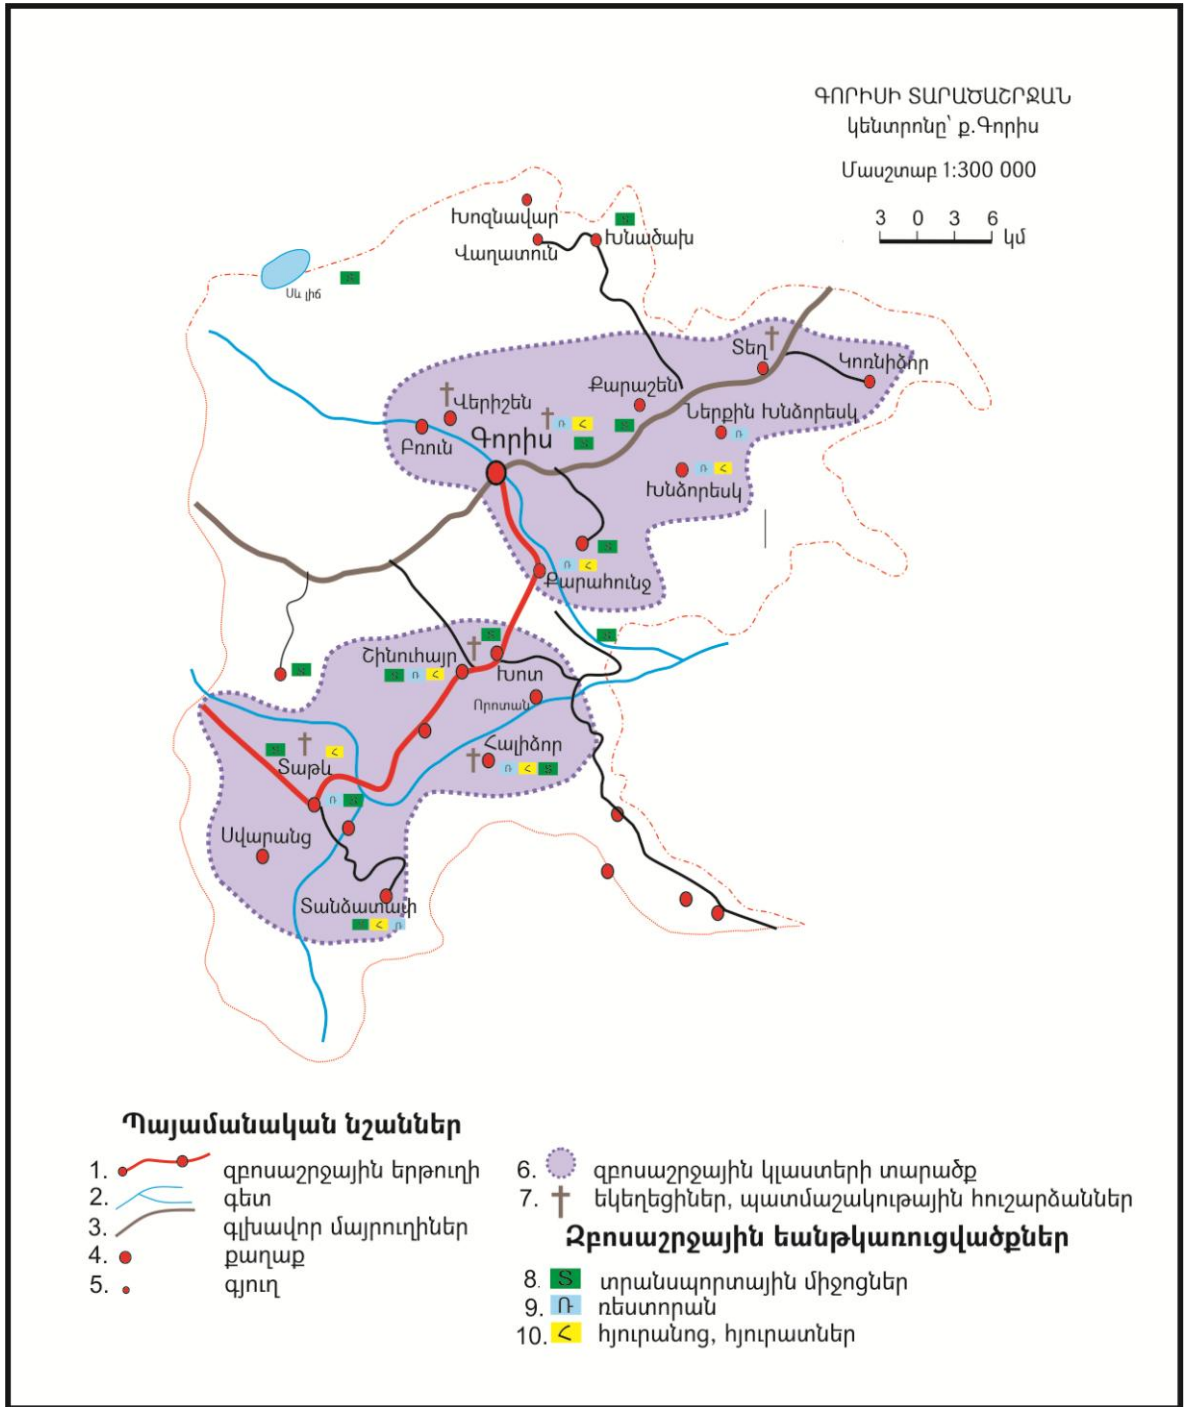 ԳՈՐԻՍԻ ՏԱՐԱԾԱՇՐՋԱՆ
կենտրոնը՝ ք.Գորիս
Մասշտաբ 1:300 000
3 0 3 6 կմ
Խոզնավար
Վաղատուն
Տ
Խնածախ
Տ
Սև լիճ
Տեղ
Կոռնիձոր
Քարաշեն
Վերիշեն
Ներքին Խնձորեսկ
Ռ Հ
Տ
Տ
Ռ
Գորիս
Բռուն
Ռ Հ
Խնձորեսկ
Տ
Ռ Հ
Քարահունջ
Տ
Տ
Շինուհայր
Տ Ռ Հ
Խոտ
Տ
Որոտան
Հալիձոր
Ռ Հ Տ
Տ
Հ
Տաթև
Ռ Տ
Սվարանց
Տանձատափ
Տ Հ Ռ
Պայամանական նշաններ
1. զբոսաշրջային երթուղի
2. գետ
3. գլխավոր մայրուղիներ
4. քաղաք
5. գյուղ
6. զբոսաշրջային կլաստերի տարածք
7. եկեղեցիներ, պատմաշակութային հուշարձաններ
Զբոսաշրջային եանթկառուցվածքներ
8. Տ տրանսպորտային միջոցներ
9. Ռ ռեստորան
10. Հ հյուրանոց, հյուրատներ